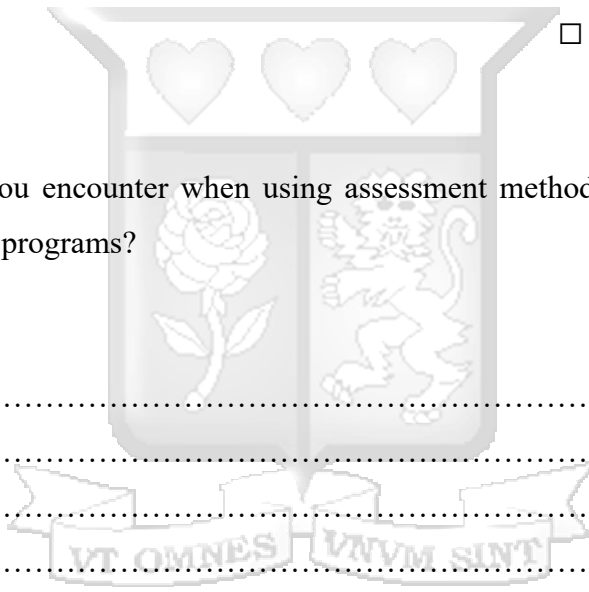 □
ou encounter when using assessment method
programs?
................................................................
................................................................
................................................................
................................................................
VT OMNES VNVM SINT